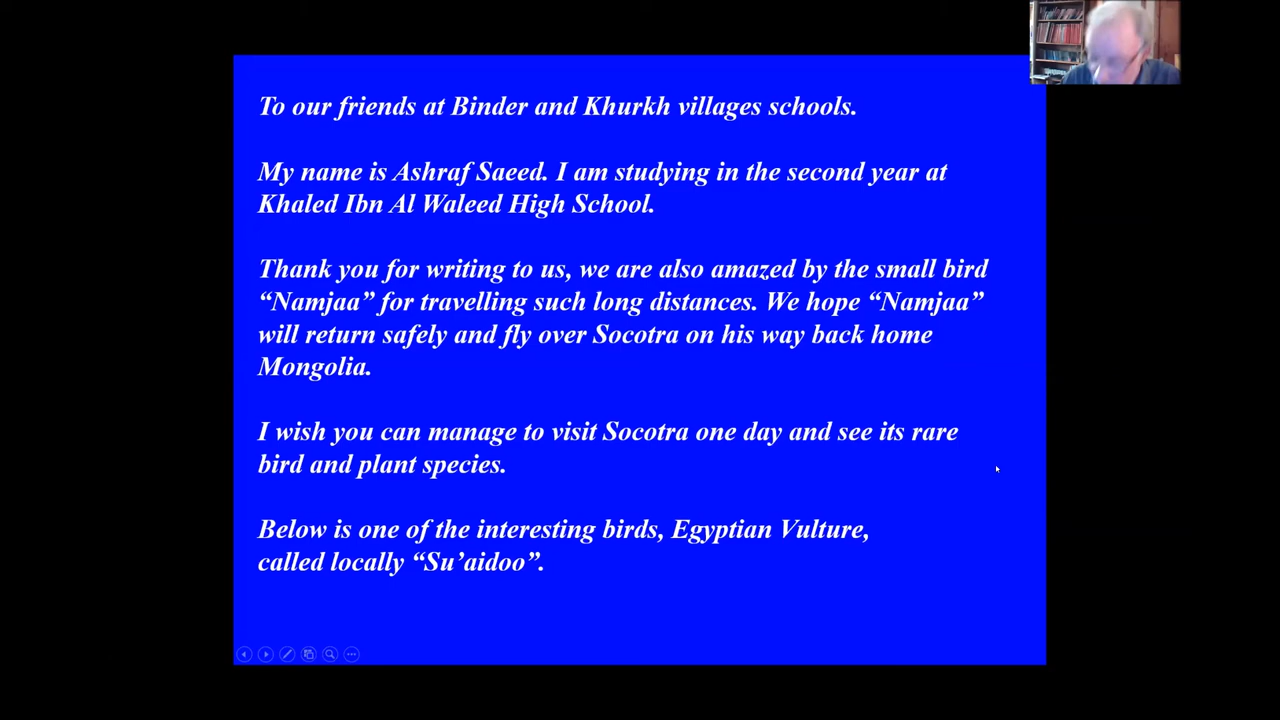 To our friends at Binder and Khurkh villages schools.
My name is Ashraf Saeed. I am studying in the second year at
Khaled Ibn Al Waleed High School.
Thank you for writing to us, we are also amazed by the small bird
“Namjaa” for travelling such long distances. We hope “Namjaa”
will return safely and fly over Socotra on his way back home
Mongolia.
I wish you can manage to visit Socotra one day and see its rare
bird and plant species.
Below is one of the interesting birds, Egyptian Vulture,
called locally “Su’aidoo”.